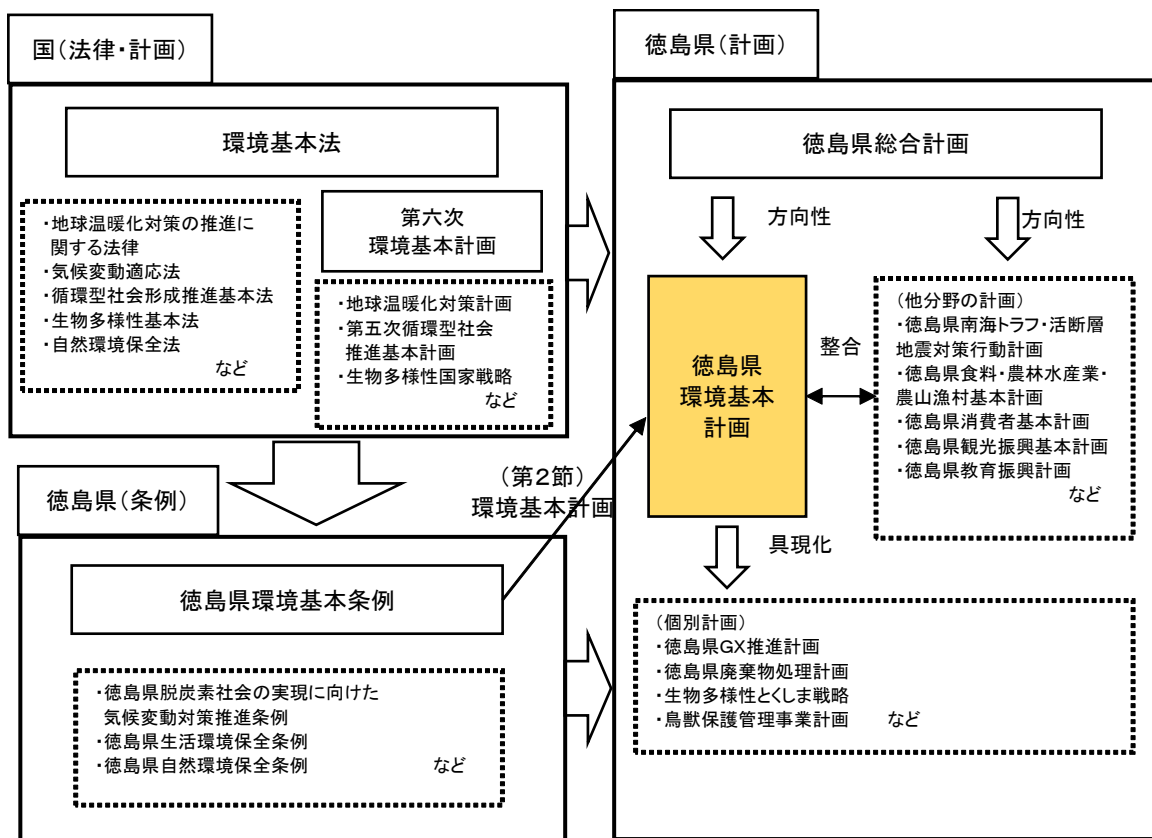 国(法律・計画)
環境基本法
・地球温暖化対策の推進に
関する法律
・気候変動適応法
・循環型社会形成推進基本法
・生物多様性基本法
・自然環境保全法
など
第六次
環境基本計画
・地球温暖化対策計画
・第五次循環型社会
推進基本計画
・生物多様性国家戦略
など
徳島県(条例)
(第2節)
環境基本計画
徳島県環境基本条例
・徳島県脱炭素社会の実現に向けた
気候変動対策推進条例
・徳島県生活環境保全条例
・徳島県自然環境保全条例 など
徳島県(計画)
徳島県総合計画
方向性
方向性
徳島県
環境基本
計画
整合
(他分野の計画)
・徳島県南海トラフ・活断層
地震対策行動計画
・徳島県食料・農林水産業・
農山漁村基本計画
・徳島県消費者基本計画
・徳島県観光振興基本計画
・徳島県教育振興計画
など
具現化
(個別計画)
・徳島県GX推進計画
・徳島県廃棄物処理計画
・生物多様性とくしま戦略
・鳥獣保護管理事業計画 など